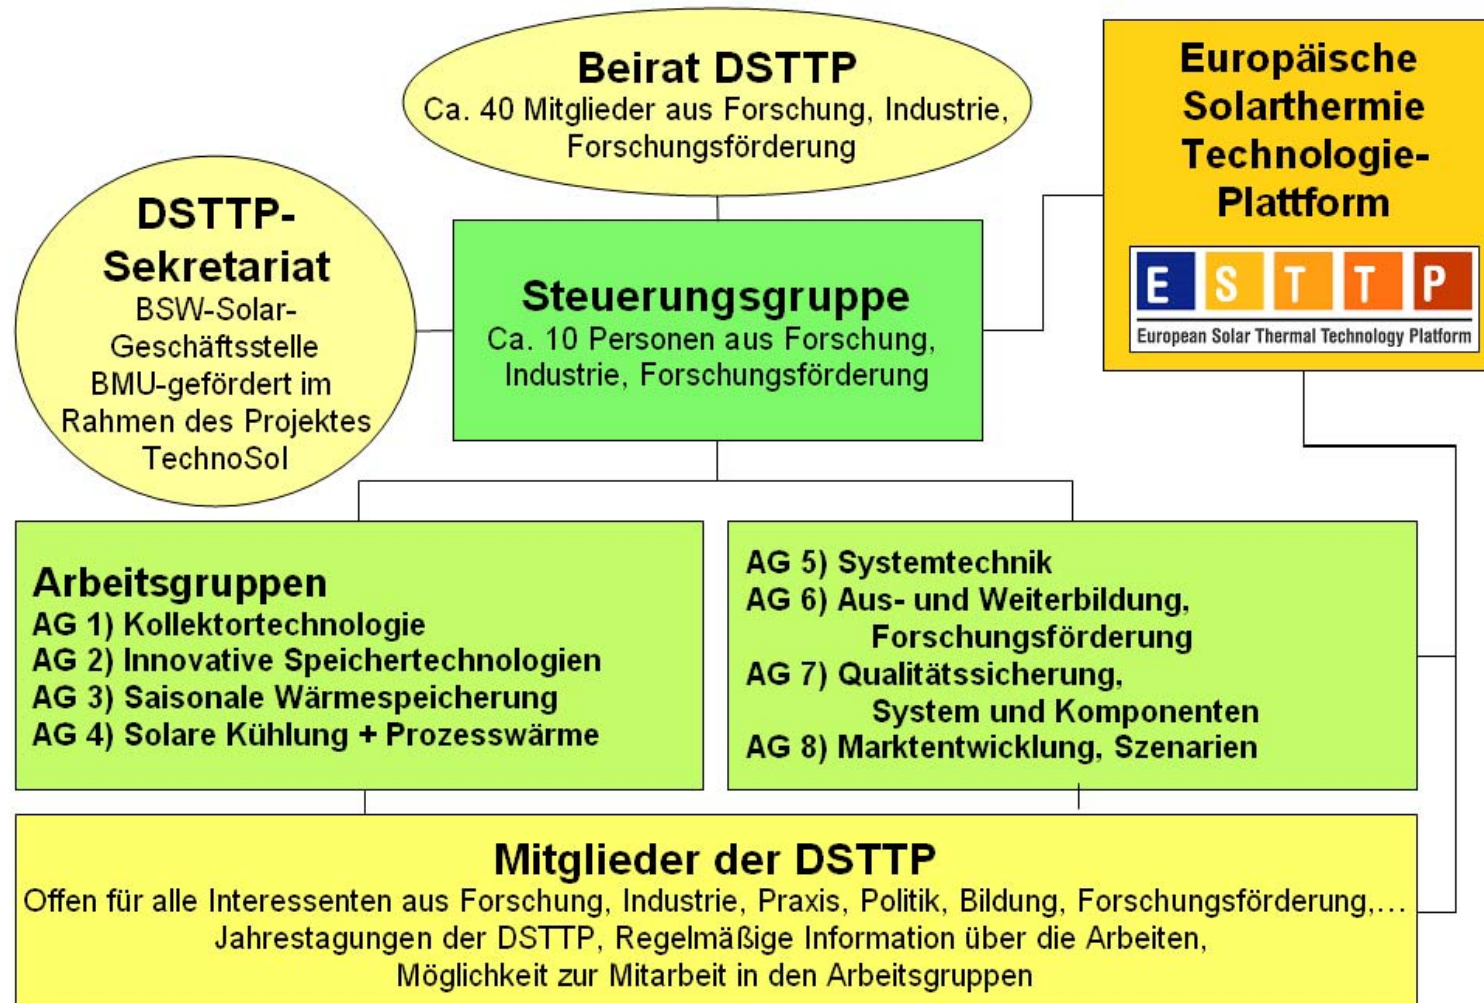 Beirat DSTTP
Ca. 40 Mitglieder aus Forschung, Industrie,
Forschungsförderung
Europäische
Solarthermie
Technologie-
Plattform
E S T T P
European Solar Thermal Technology Platform
DSTTP-
Sekretariat
BSW-Solar-
Geschäftsstelle
BMU-gefördert im
Rahmen des Projektes
TechnoSol
Steuerungsgruppe
Ca. 10 Personen aus Forschung,
Industrie, Forschungsförderung
Arbeitsgruppen
AG 1) Kollektortechnologie
AG 2) Innovative Speichertechnologien
AG 3) Saisonale Wärmespeicherung
AG 4) Solare Kühlung + Prozesswärme
AG 5) Systemtechnik
AG 6) Aus- und Weiterbildung,
Forschungsförderung
AG 7) Qualitätssicherung,
System und Komponenten
AG 8) Marktentwicklung, Szenarien
Mitglieder der DSTTP
Offen für alle Interessenten aus Forschung, Industrie, Praxis, Politik, Bildung, Forschungsförderung,...
Jahrestagungen der DSTTP, Regelmäßige Information über die Arbeiten,
Möglichkeit zur Mitarbeit in den Arbeitsgruppen